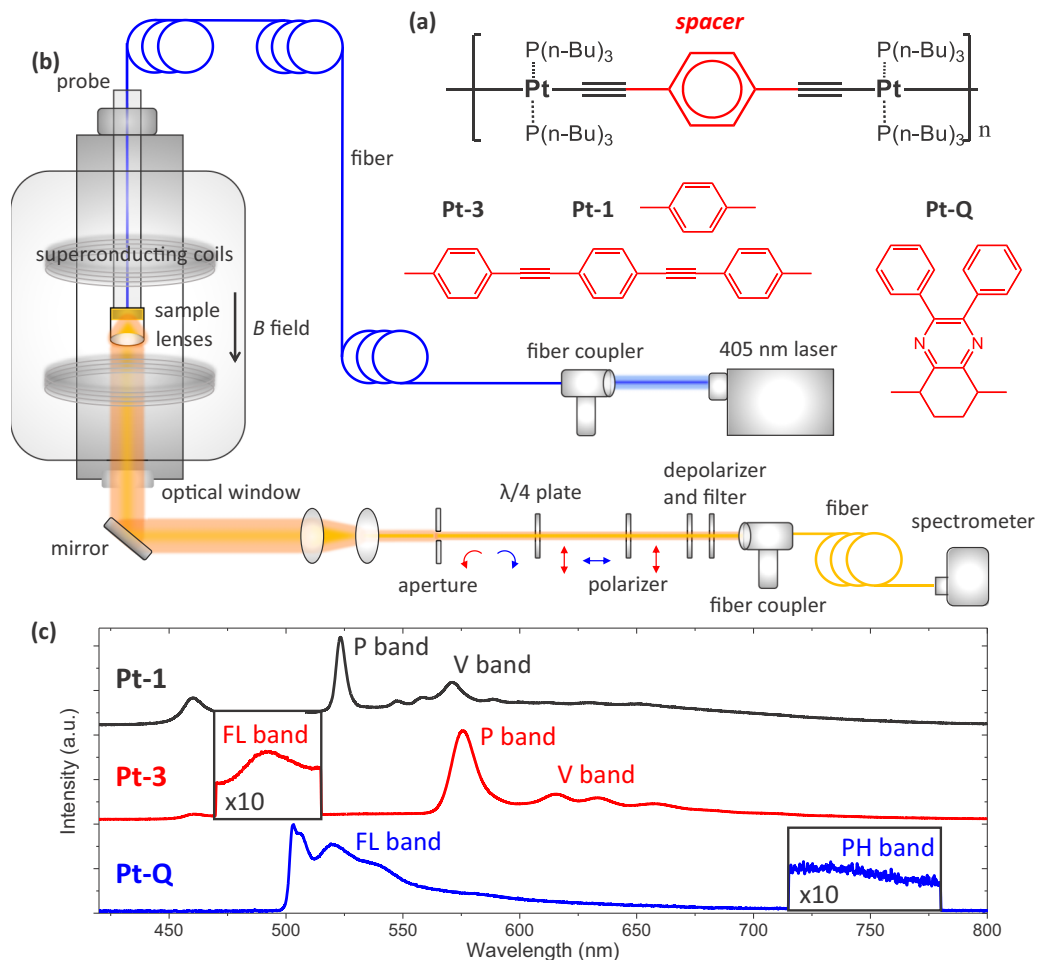 (a)
spacer
P(n-Bu)3
P(n-Bu)3
Pt
Pt
P(n-Bu)3
P(n-Bu)3
n
Pt-3
Pt-1
Pt-Q
N
N
(b)
probe
fiber
superconducting coils
sample
lenses
B field
fiber coupler
405 nm laser
optical window
mirror
aperture
λ/4 plate
polarizer
depolarizer
and filter
fiber coupler
fiber
spectrometer
(c)
Intensity (a.u.)
Pt-1
P band
V band
Pt-3
FL band
x10
P band
V band
Pt-Q
FL band
PH band
x10
450 500 550 600 650 700 750 800
Wavelength (nm)